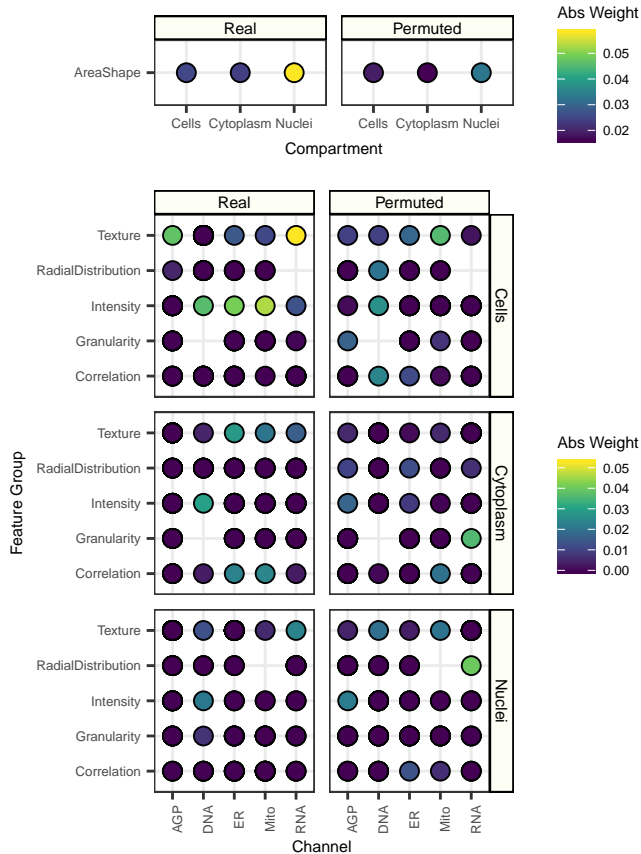 Real
Permuted
AreaShape
Cells
Cytoplasm
Nuclei
Cells
Cytoplasm
Nuclei
Compartment
Abs Weight
0.05
0.04
0.03
0.02
Real
Permuted
Texture
RadialDistribution
Intensity
Granularity
Correlation
Cells
Texture
RadialDistribution
Intensity
Granularity
Correlation
Cytoplasm
Texture
RadialDistribution
Intensity
Granularity
Correlation
Nuclei
Feature Group
AGP
DNA
ER
Mito
RNA
AGP
DNA
ER
Mito
RNA
Channel
Abs Weight
0.05
0.04
0.03
0.02
0.01
0.00